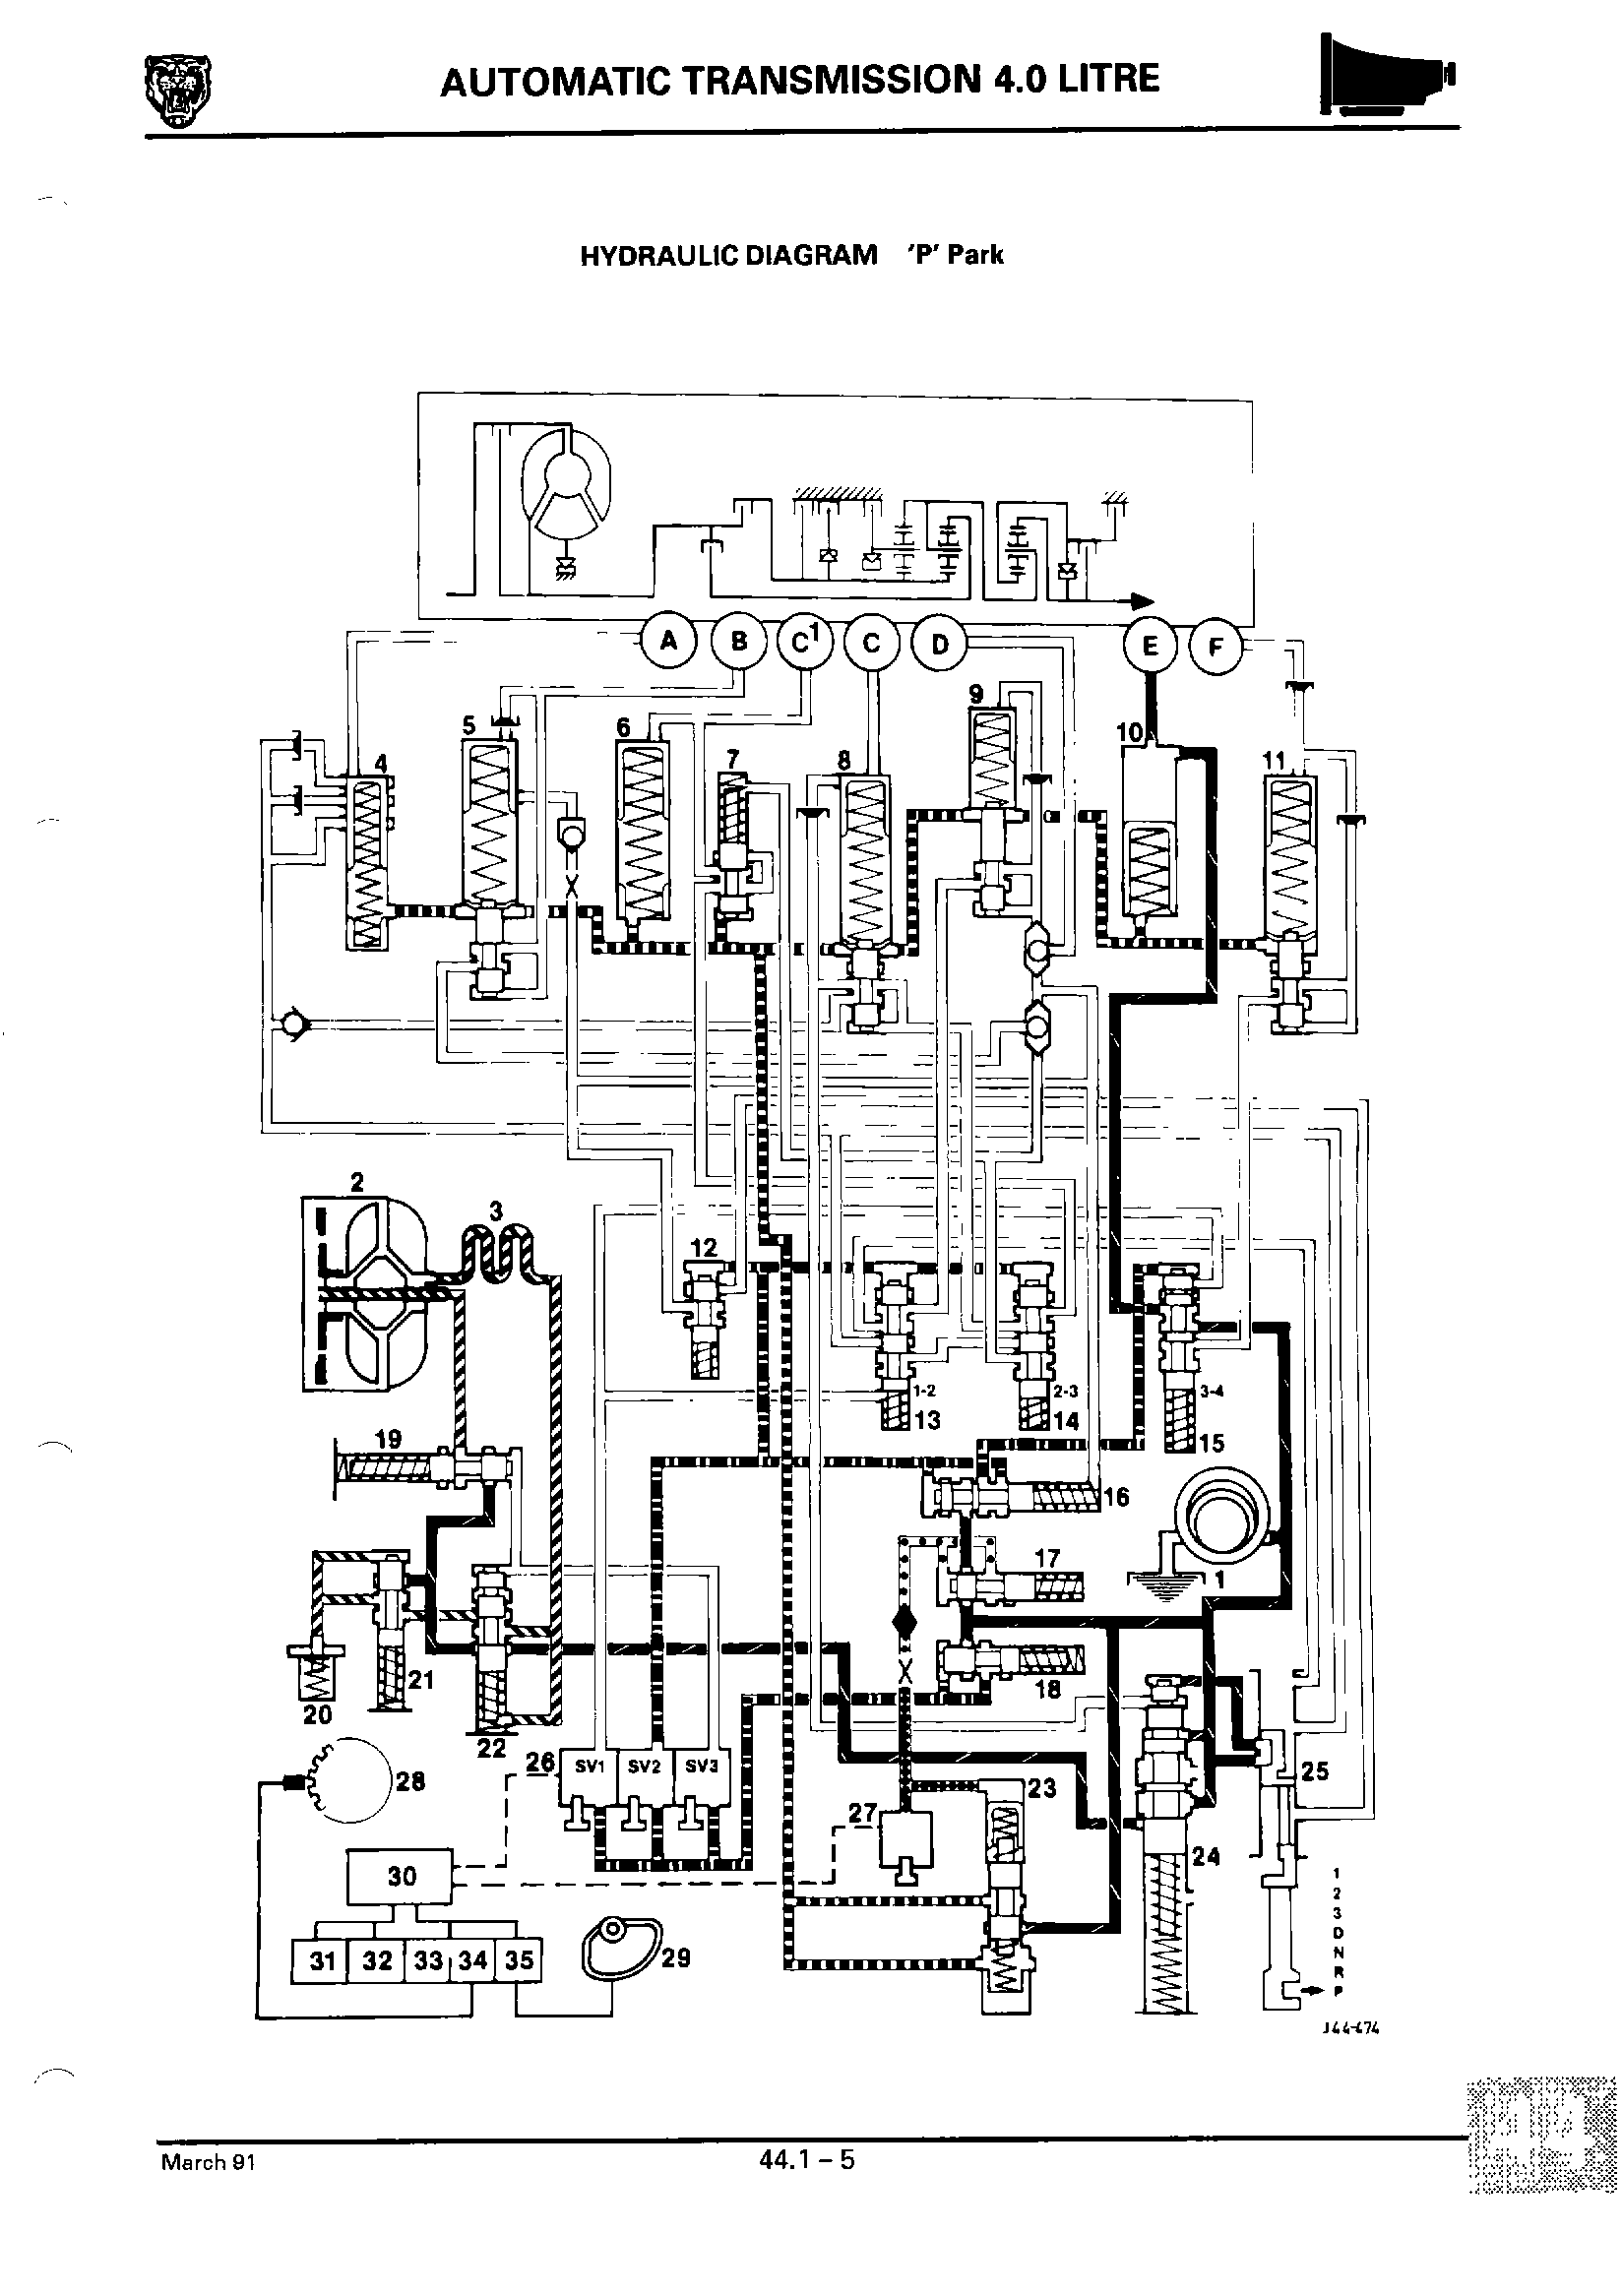 AUTOMATIC TRANSMISSION 4.0 LITRE
HYDRAULIC DIAGRAM 'P' Park
A B C1 C D E F
9
5 6 10
4 7 8 11
2
3
12
1-2 2-3 3-4
13 14 15
19
16
17
1
18
21
20
22
26 SV1 SV2 SV3
28
25
23
27
24
30
1
2
3
D
N
R
P
31 32 33 34 35
29
J44-474
44
March 91
44.1 – 5